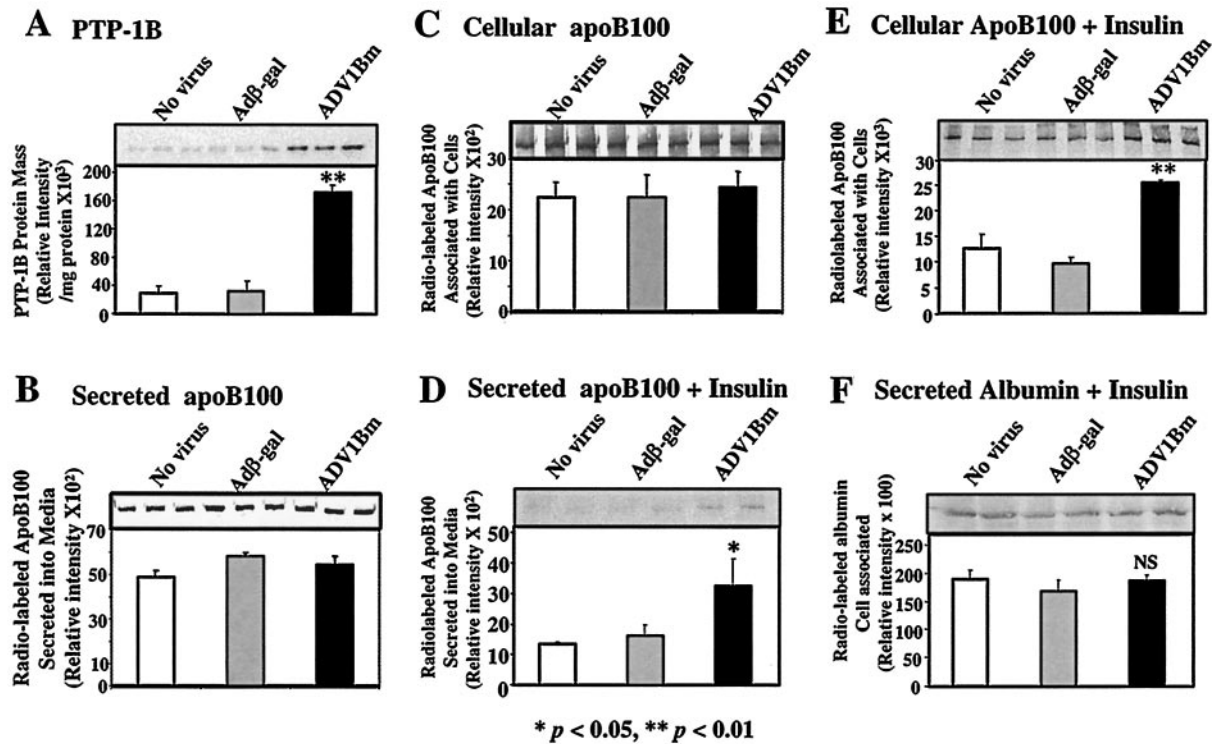 A PTP-1B
No virus
Adβ-gal
ADV1Bm
PTP-1B Protein Mass
(Relative Intensity
/mg protein X10³)
200
160
120
80
40
0
**
B Secreted apoB100
No virus
Adβ-gal
ADV1Bm
Radio-labeled ApoB100
Secreted into Media
(Relative intensity X10²)
70
50
30
10
0
C Cellular apoB100
No virus
Adβ-gal
ADV1Bm
Radio-labeled ApoB100
Associated with Cells
(Relative intensity X10²)
30
20
10
0
D Secreted apoB100 + Insulin
No virus
Adβ-gal
ADV1Bm
Radiolabeled ApoB100
Secreted into Media
(Relative intensity X 10²)
50
40
30
20
10
0
*
E Cellular ApoB100 + Insulin
No virus
Adβ-gal
ADV1Bm
Radiolabeled ApoB100
Associated with Cells
(Relative intensity X10³)
30
25
20
15
10
5
0
**
F Secreted Albumin + Insulin
No virus
Adβ-gal
ADV1Bm
Radio-labeled albumin
Cell associated
(Relative intensity x 100)
250
200
150
100
50
0
NS
* p < 0.05, ** p < 0.01